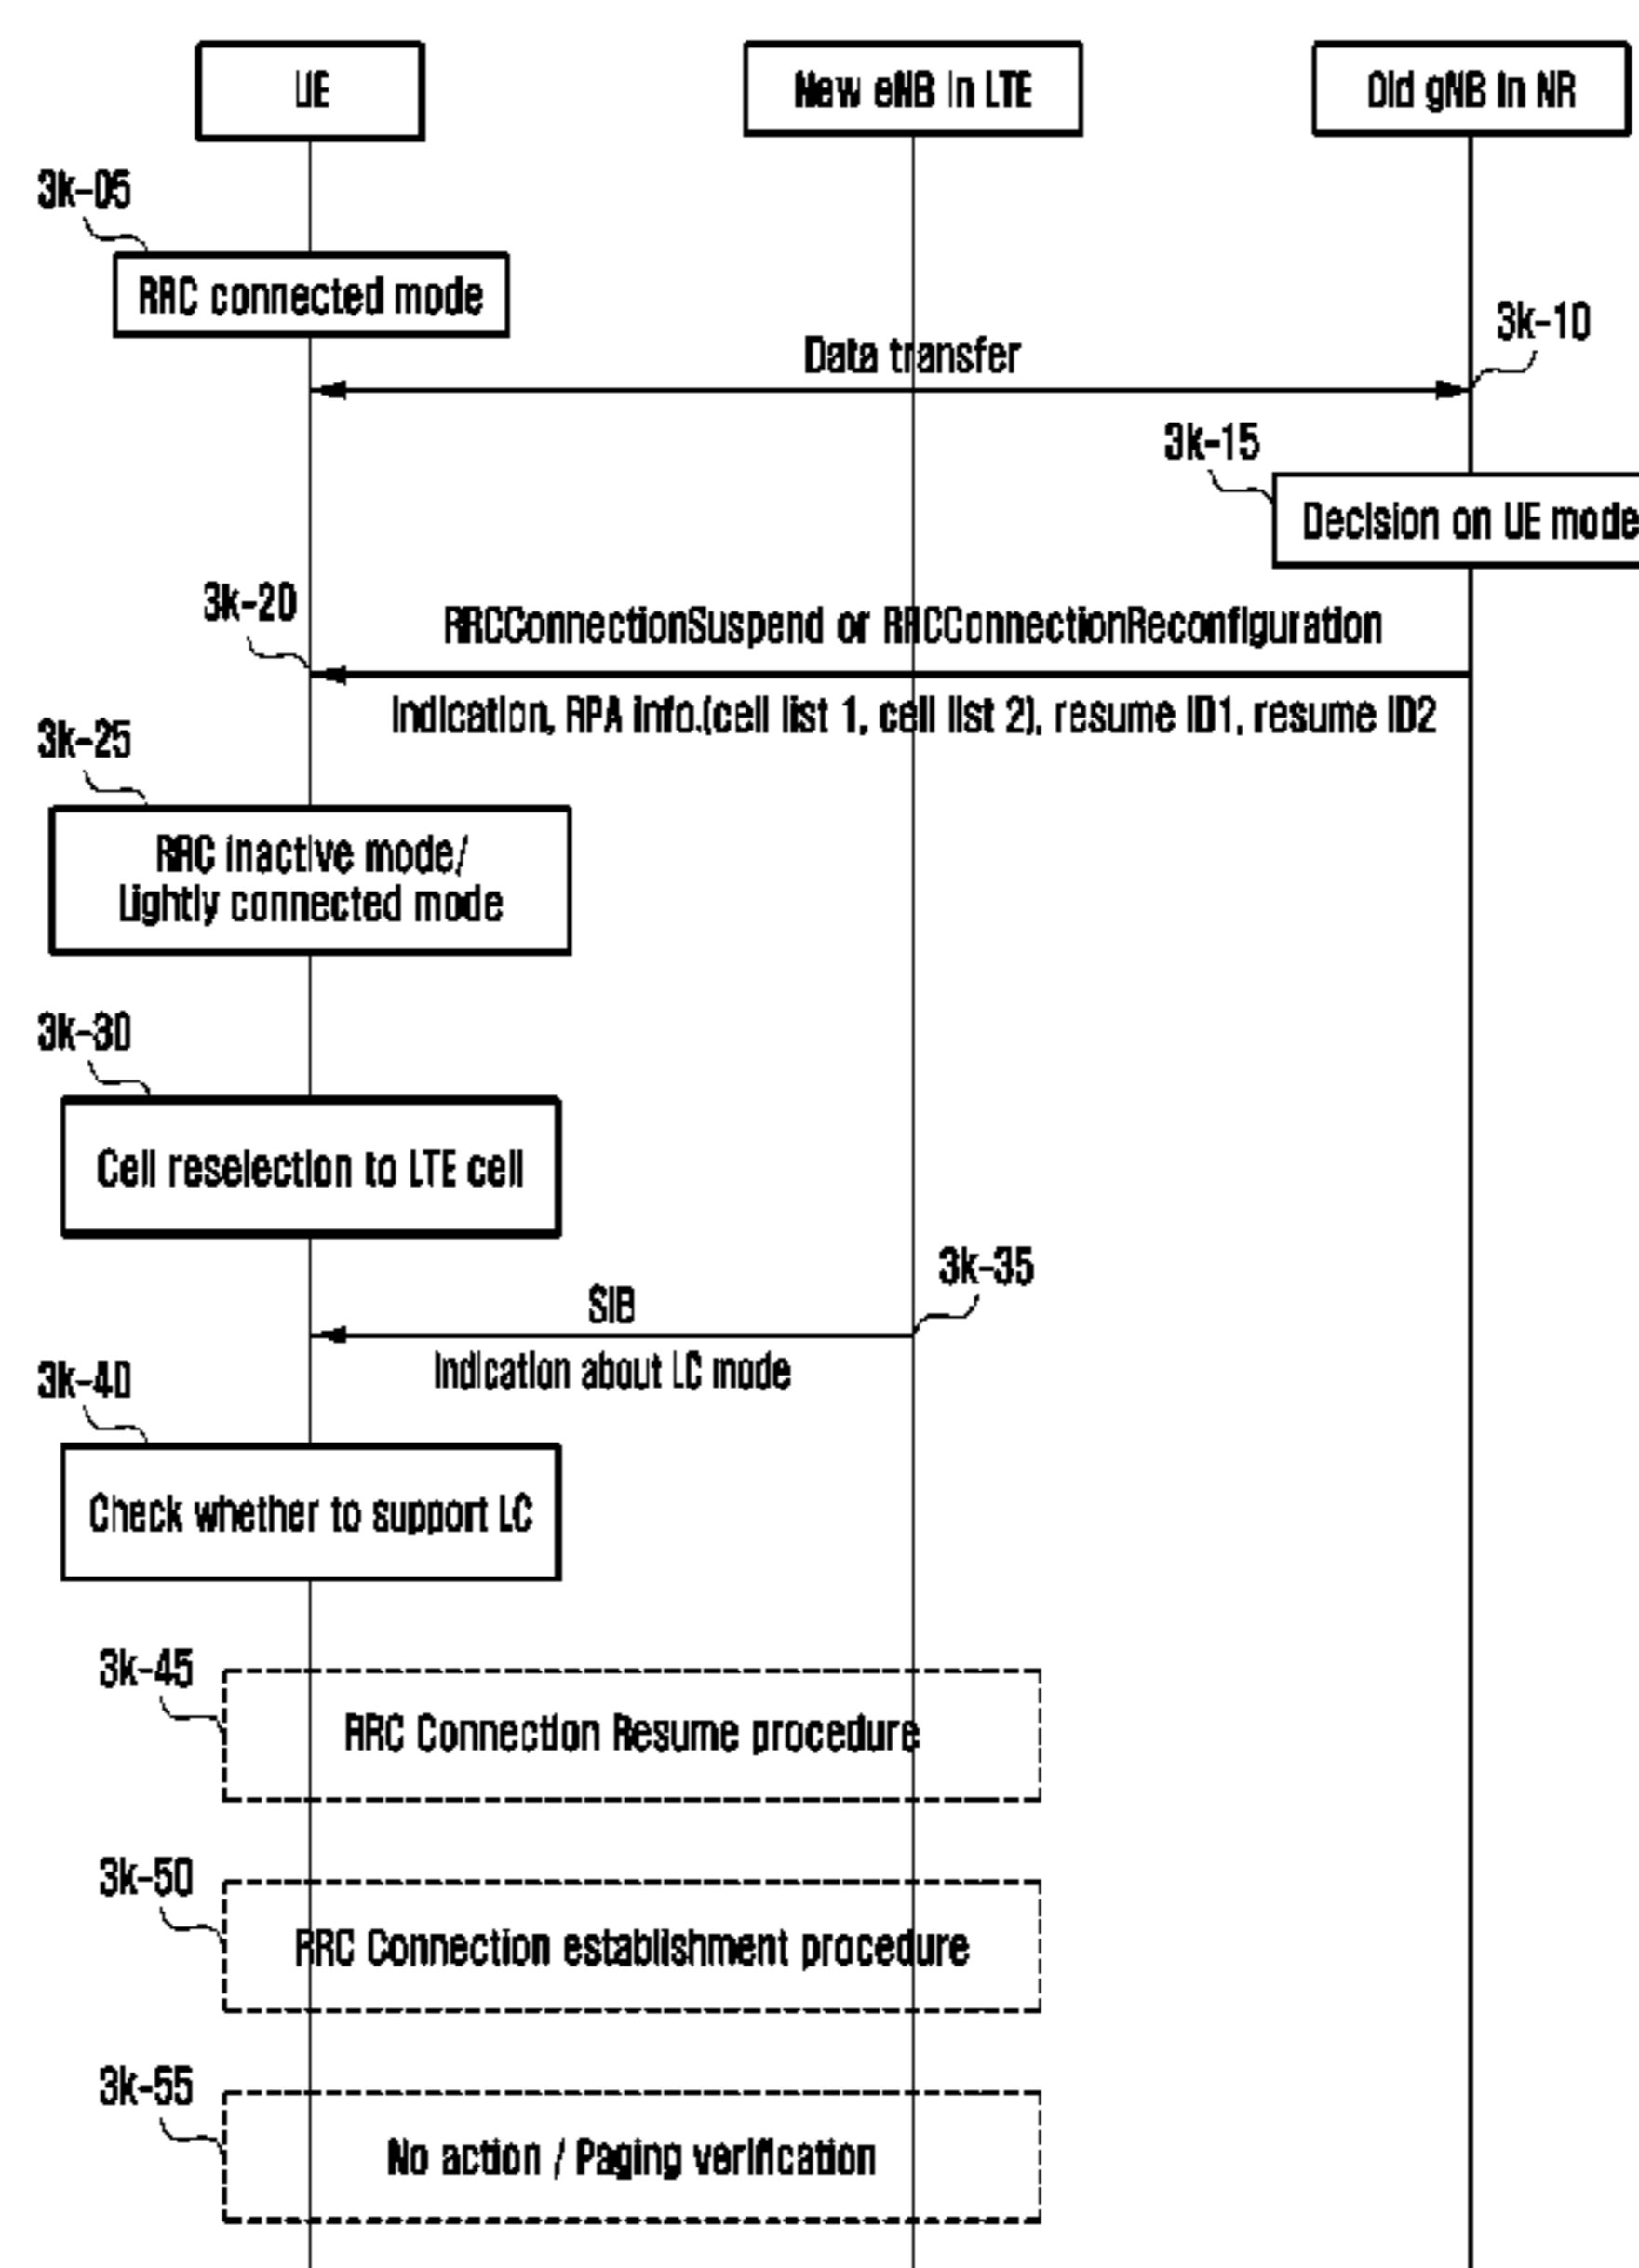 UE
New eNB in LTE
Old gNB in NR
3k-05
RRC connected mode
3k-10
Data transfer
3k-15
Decision on UE mode
3k-20
RRCConnectionSuspend or RRCConnectionReconfiguration
Indication, RPA info.(cell list 1, cell list 2), resume ID1, resume ID2
3k-25
RRC inactive mode/
Lightly connected mode
3k-30
Cell reselection to LTE cell
3k-35
SIB
Indication about LC mode
3k-40
Check whether to support LC
3k-45
RRC Connection Resume procedure
3k-50
RRC Connection establishment procedure
3k-55
No action / Paging verification